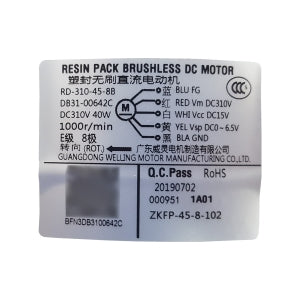 RESIN PACK BRUSHLESS DC MOTOR
塑封无刷直流电动机
RD-310-45-8B 蓝 BLU FG
DB31-00642C 红 RED Vm DC310V
DC310V 40W M 白 WHI Vcc DC15V
1000r/min 黄 YEL Vsp DC0~6.5V
E级 8极 黑 BLA GND
转向(ROT.) 广东威灵电机制造有限公司
GUANGDONG WELLING MOTOR MANUFACTURING CO.,LTD.
Q.C.Pass RoHS
20190702
000951 1A01
BFN3DB3100642C
ZKFP-45-8-102